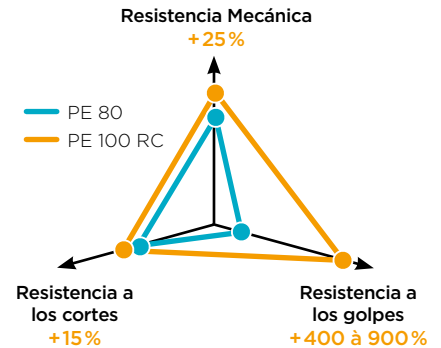 Resistencia Mecánica
+25%
PE 80
PE 100 RC
Resistencia a
los cortes
+15%
Resistencia a
los golpes
+400 à 900%